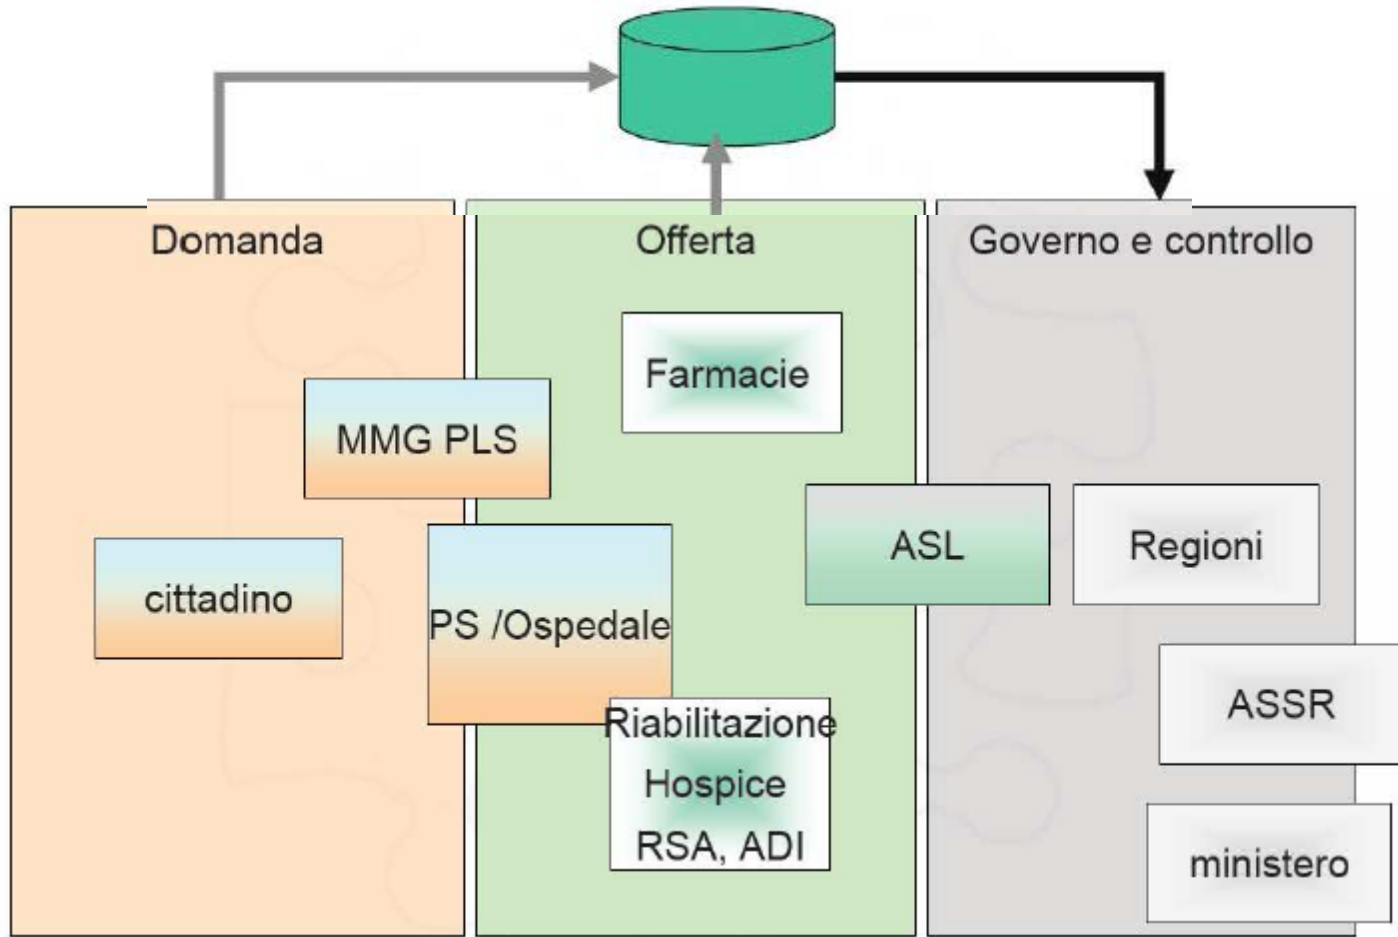 Domanda
Offerta
Governo e controllo
Farmacie
MMG PLS
ASL
Regioni
cittadino
PS /Ospedale
ASSR
Riabilitazione
Hospice
RSA, ADI
ministero